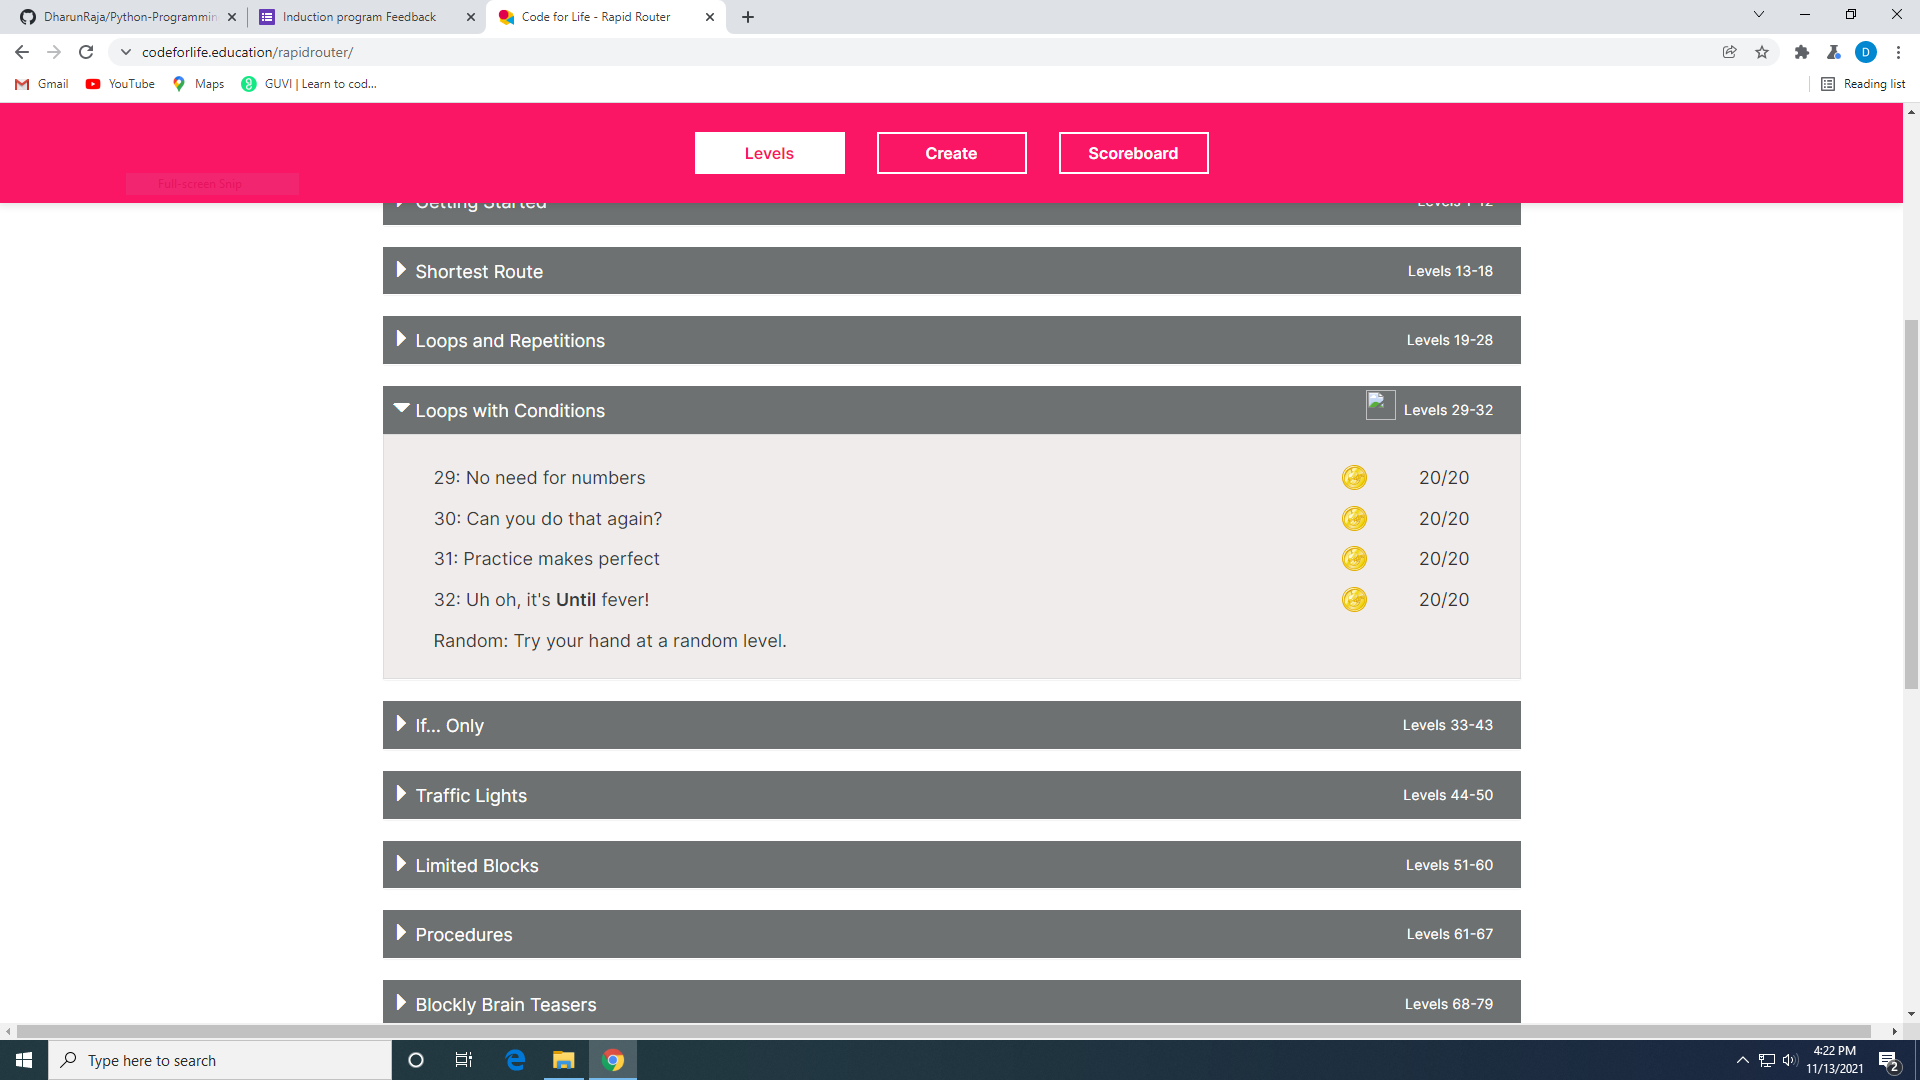 DharunRaja/Python-Programmin
Induction program Feedback
Code for Life - Rapid Router
codeforlife.education/rapidrouter/
D
Gmail
YouTube
Maps
GUVI | Learn to cod...
Reading list
Levels
Create
Scoreboard
Full-screen Snip
Getting Started
Levels 1-12
Shortest Route
Levels 13-18
Loops and Repetitions
Levels 19-28
Loops with Conditions
Levels 29-32
29: No need for numbers
20/20
30: Can you do that again?
20/20
31: Practice makes perfect
20/20
32: Uh oh, it's Until fever!
20/20
Random: Try your hand at a random level.
If... Only
Levels 33-43
Traffic Lights
Levels 44-50
Limited Blocks
Levels 51-60
Procedures
Levels 61-67
Blockly Brain Teasers
Levels 68-79
Type here to search
4:22 PM
11/13/2021
2